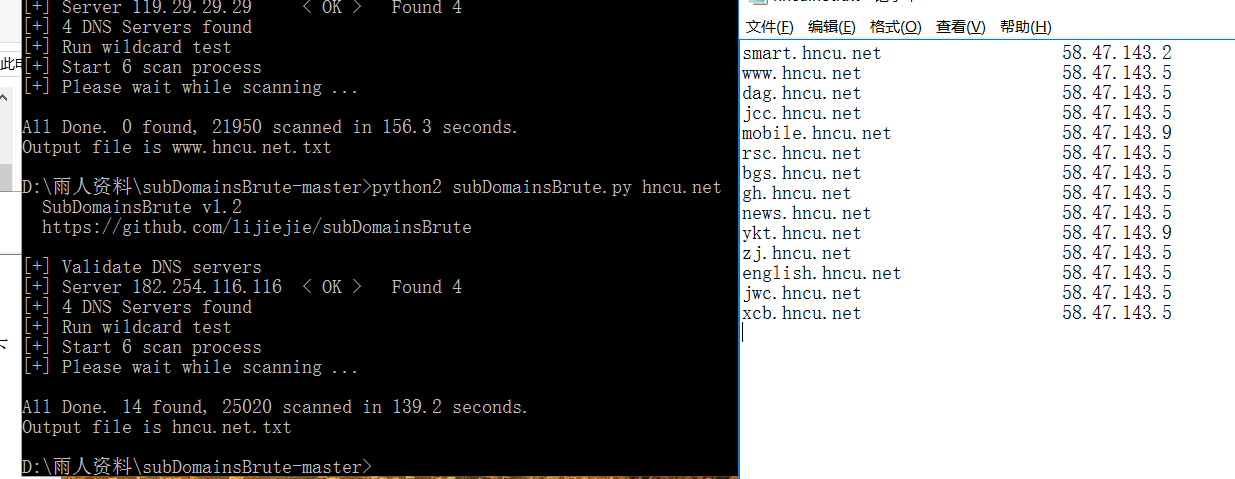 [+] Server 119.29.29.29 < OK > Found 4
[+] 4 DNS Servers found
[+] Run wildcard test
[+] Start 6 scan process
[+] Please wait while scanning ...
All Done. 0 found, 21950 scanned in 156.3 seconds.
Output file is www.hncu.net.txt
D:\雨人资料\subDomainsBrute-master>python2 subDomainsBrute.py hncu.net
SubDomainsBrute v1.2
https://github.com/lijiejie/subDomainsBrute
[+] Validate DNS servers
[+] Server 182.254.116.116 < OK > Found 4
[+] 4 DNS Servers found
[+] Run wildcard test
[+] Start 6 scan process
[+] Please wait while scanning ...
All Done. 14 found, 25020 scanned in 139.2 seconds.
Output file is hncu.net.txt
D:\雨人资料\subDomainsBrute-master>
文件(F) 编辑(E) 格式(O) 查看(V) 帮助(H)
smart.hncu.net 58.47.143.2
www.hncu.net 58.47.143.5
dag.hncu.net 58.47.143.5
jcc.hncu.net 58.47.143.5
mobile.hncu.net 58.47.143.9
rsc.hncu.net 58.47.143.5
bgs.hncu.net 58.47.143.5
gh.hncu.net 58.47.143.5
news.hncu.net 58.47.143.5
ykt.hncu.net 58.47.143.9
zj.hncu.net 58.47.143.5
english.hncu.net 58.47.143.5
jwc.hncu.net 58.47.143.5
xcb.hncu.net 58.47.143.5